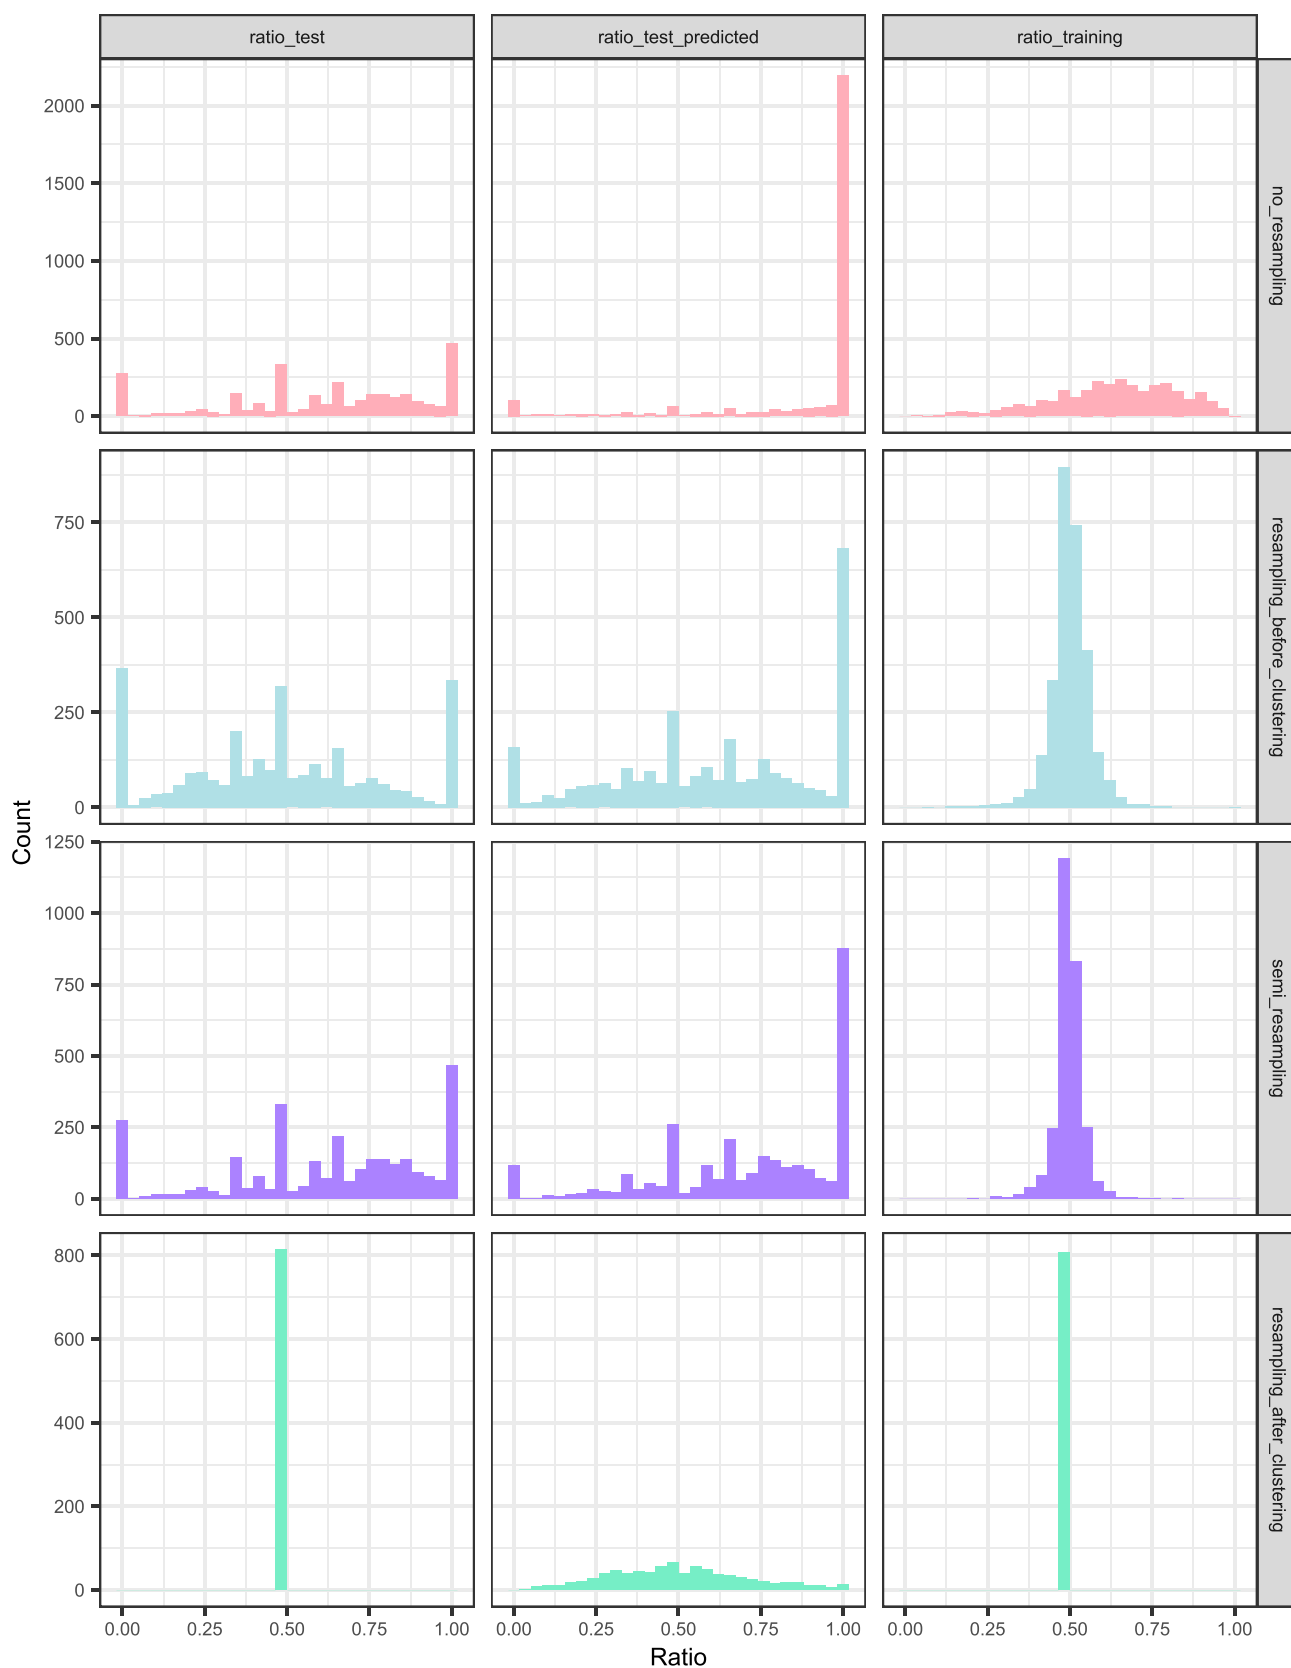 ratio_test
ratio_test_predicted
ratio_training
2000
1500
1000
500
0
no_resampling
750
500
250
0
resampling_before_clustering
Count
1250
1000
750
500
250
0
semi_resampling
800
600
400
200
0
resampling_after_clustering
0.00 0.25 0.50 0.75 1.00
0.00 0.25 0.50 0.75 1.00
0.00 0.25 0.50 0.75 1.00
Ratio